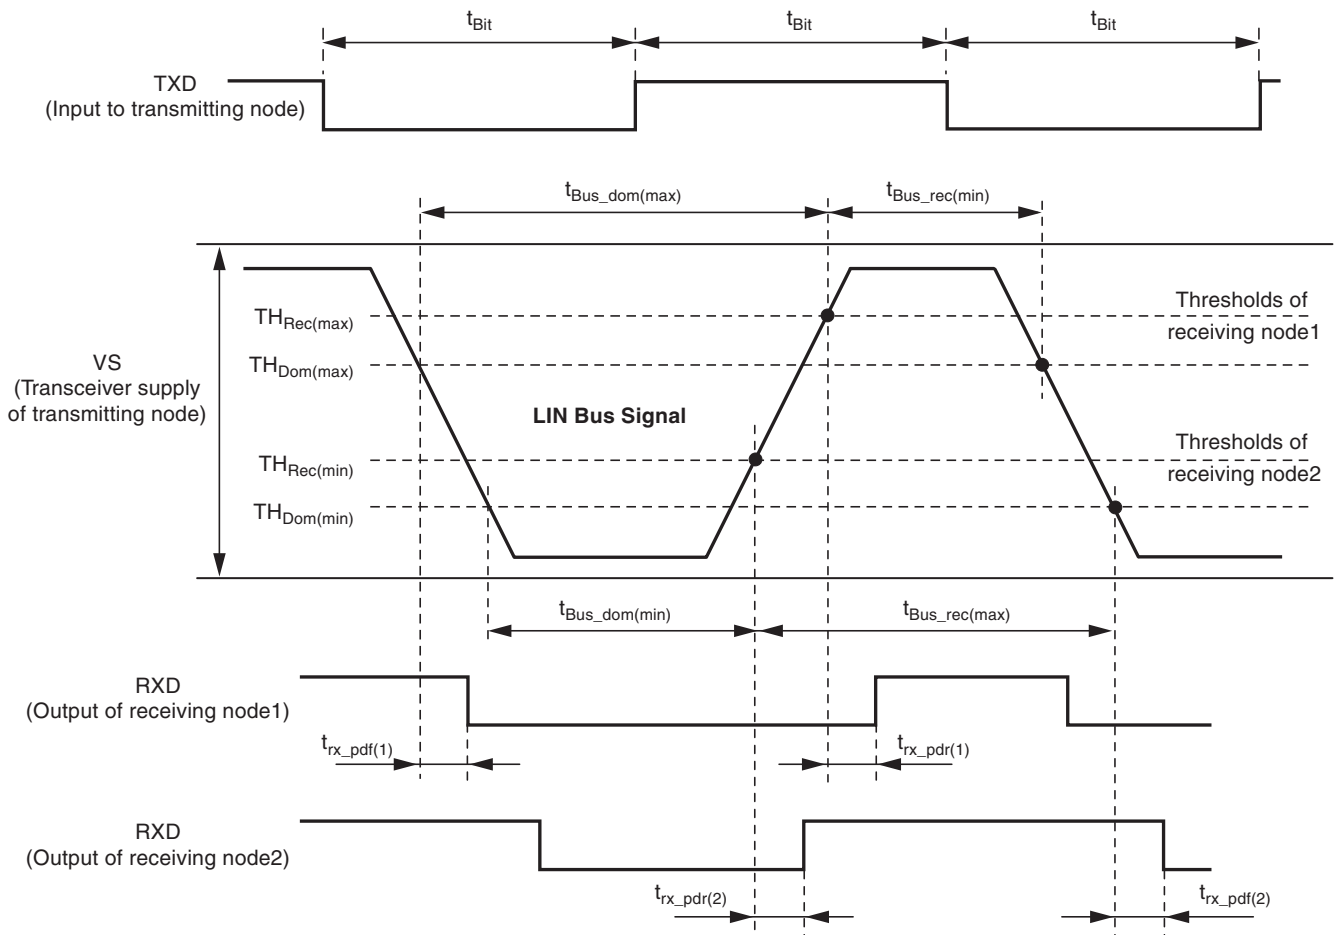 tBit tBit tBit
TXD
(Input to transmitting node)
tBus_dom(max) tBus_rec(min)
THRec(max)
Thresholds of
receiving node1
VS
(Transceiver supply
of transmitting node)
THDom(max)
LIN Bus Signal
THRec(min)
Thresholds of
receiving node2
THDom(min)
tBus_dom(min) tBus_rec(max)
RXD
(Output of receiving node1)
trx_pdf(1) trx_pdr(1)
RXD
(Output of receiving node2)
trx_pdr(2) trx_pdf(2)